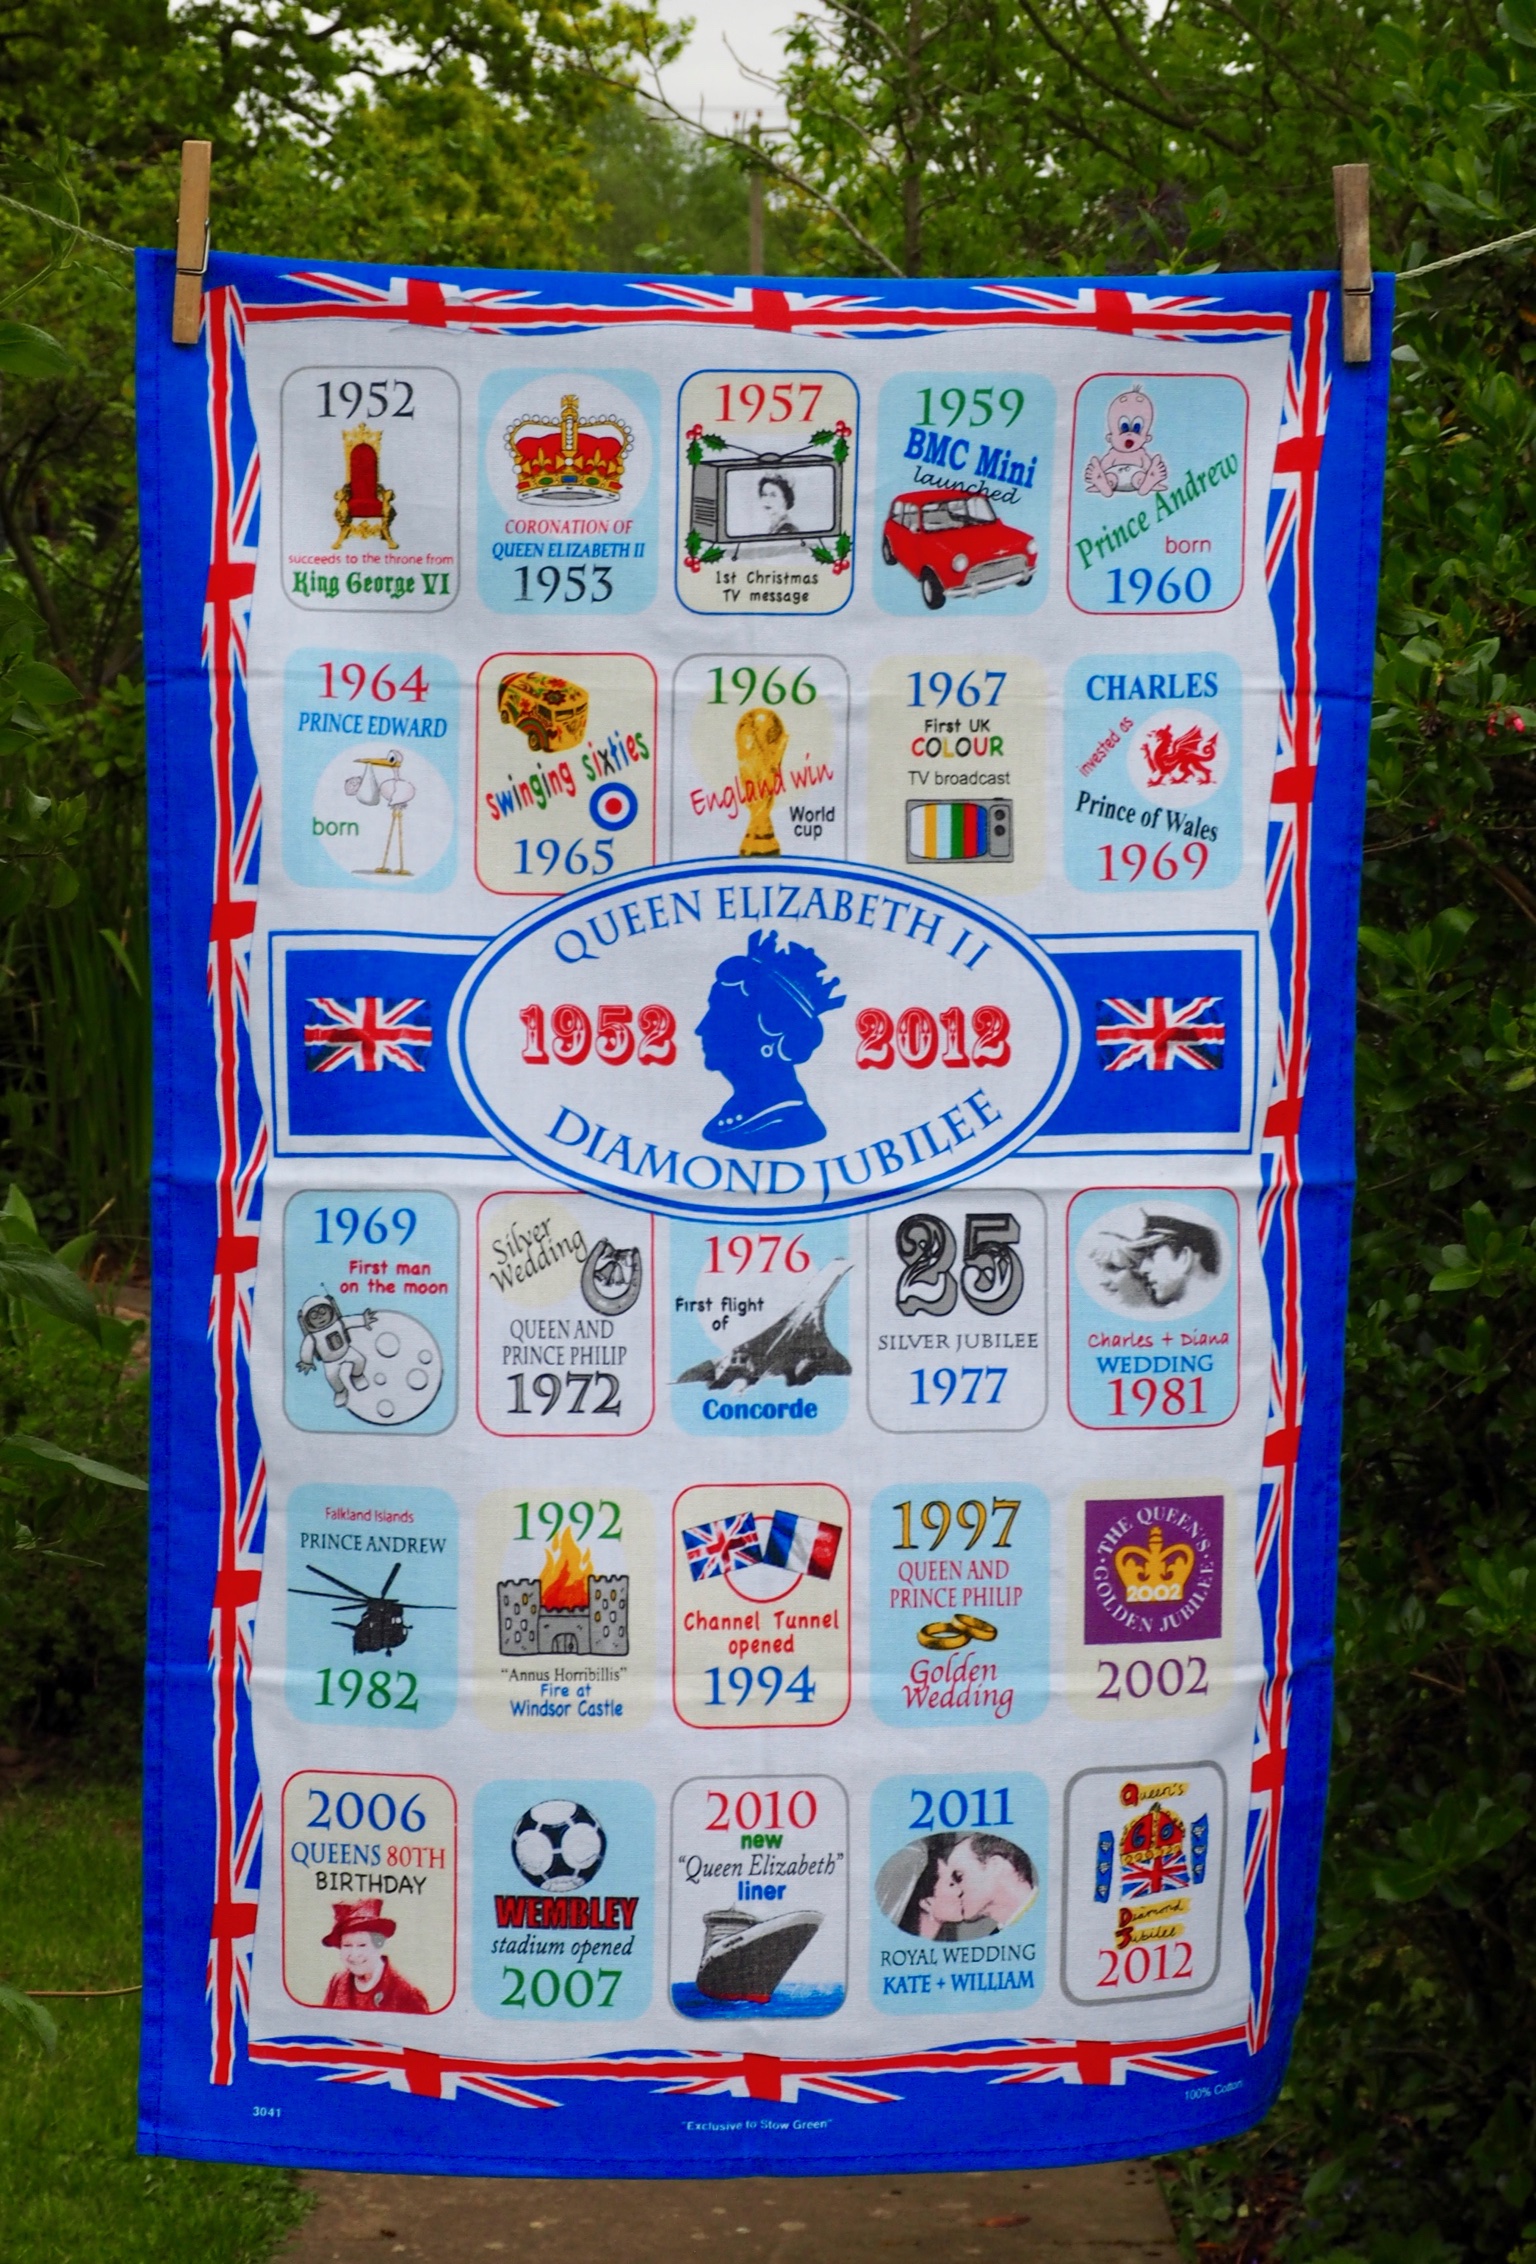 1952
succeeds to the throne from
King George VI
CORONATION OF
QUEEN ELIZABETH II
1953
1957
1st Christmas
TV message
1959
BMC Mini
launched
Prince Andrew
born
1960
1964
PRINCE EDWARD
born
swinging sixties
1965
1966
England win
World
cup
1967
First UK
COLOUR
TV broadcast
CHARLES
invested as
Prince of Wales
1969
QUEEN ELIZABETH II
1952 2012
DIAMOND JUBILEE
1969
First man
on the moon
Silver
Wedding
QUEEN AND
PRINCE PHILIP
1972
1976
First flight
of
Concorde
25
SILVER JUBILEE
1977
Charles + Diana
WEDDING
1981
Falkland Islands
PRINCE ANDREW
1982
1992
"Annus Horribillis"
Fire at
Windsor Castle
Channel Tunnel
opened
1994
1997
QUEEN AND
PRINCE PHILIP
Golden
Wedding
THE QUEEN'S
2002
GOLDEN JUBILEE
2002
2006
QUEENS 80TH
BIRTHDAY
WEMBLEY
stadium opened
2007
2010
new
"Queen Elizabeth"
liner
2011
ROYAL WEDDING
KATE + WILLIAM
Queen's
60
Diamond
Jubilee
2012
3041
"Exclusive to Stow Green"
100% Cotton